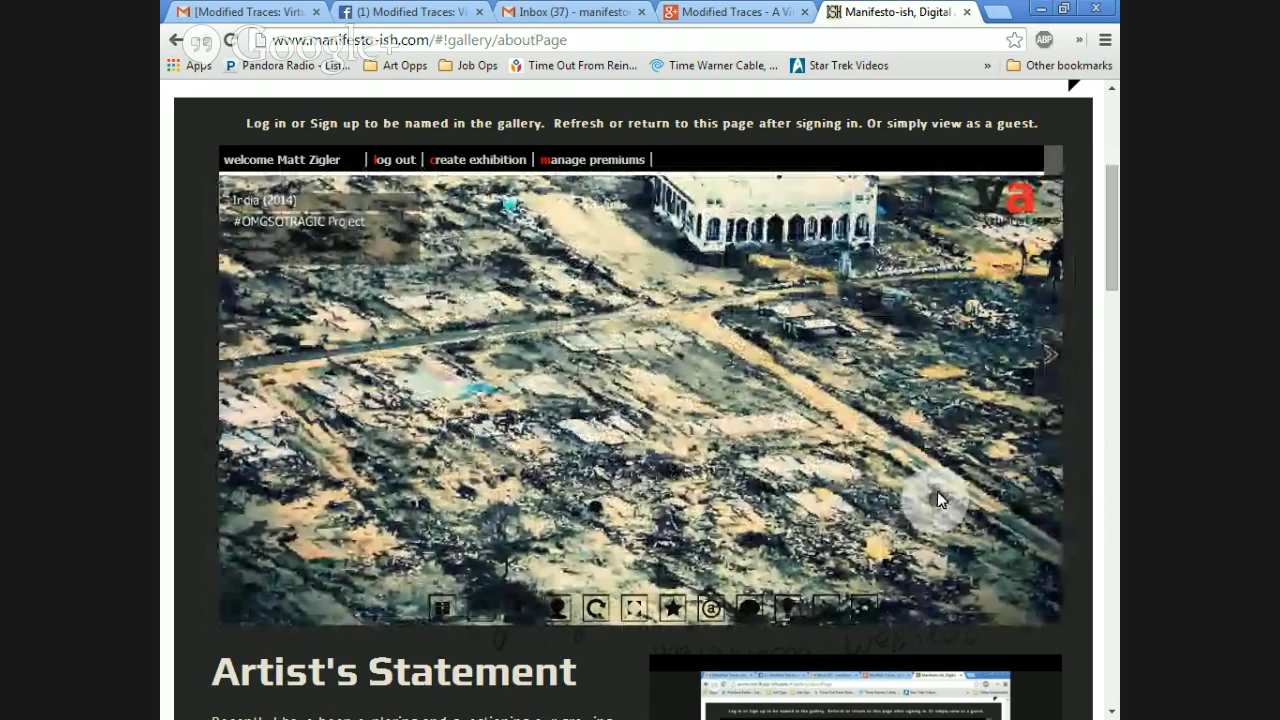 [Modified Traces: Virtu
(1) Modified Traces: Vi
Inbox (37) - manifesto
Modified Traces - A Vi
Manifesto-ish, Digital
www.manifesto-ish.com/#!gallery/aboutPage
Google+
ABP
Apps
Pandora Radio - List...
Art Opps
Job Ops
Time Out From Rein...
Time Warner Cable, ...
Star Trek Videos
»
Other bookmarks
Log in or Sign up to be named in the gallery. Refresh or return to this page after signing in. Or simply view as a guest.
welcome Matt Zigler | log out | create exhibition | manage premiums |
India (2014)
#OMGSOTRAGIC Project
va
Artist's Statement